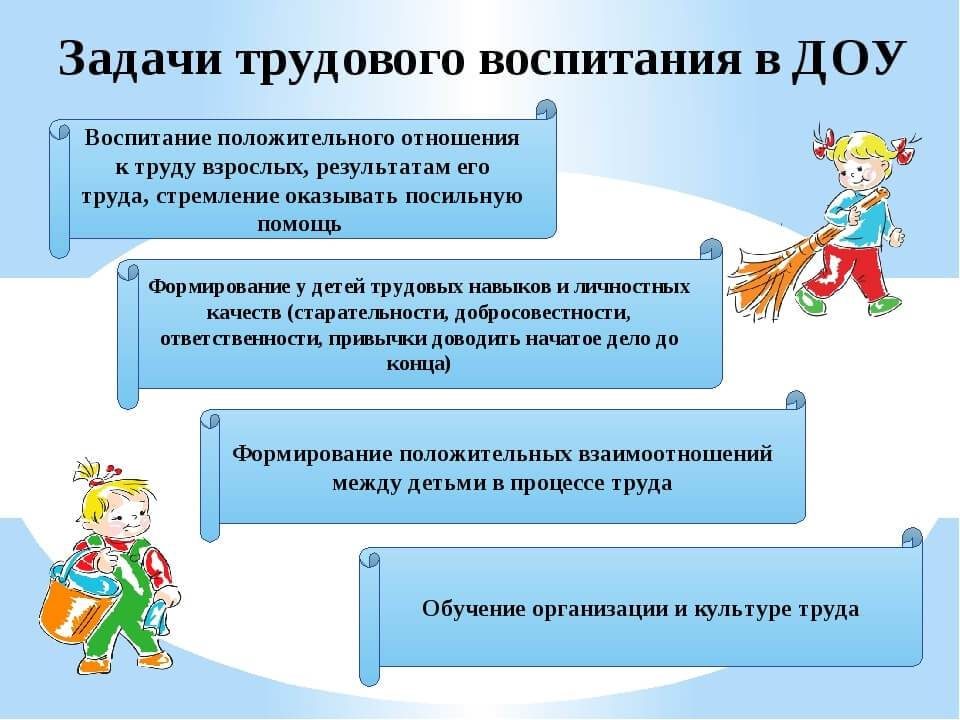 Задачи трудового воспитания в ДОУ
Воспитание положительного отношения
к труду взрослых, результатам его
труда, стремление оказывать посильную
помощь
Формирование у детей трудовых навыков и личностных
качеств (старательности, добросовестности,
ответственности, привычки доводить начатое дело до
конца)
Формирование положительных взаимоотношений
между детьми в процессе труда
Обучение организации и культуре труда